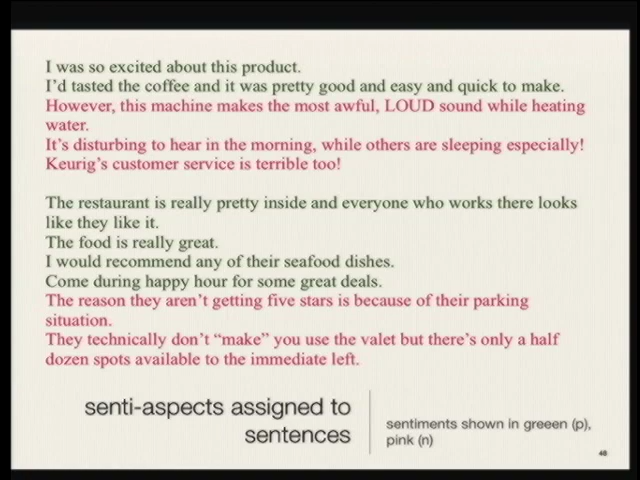 I was so excited about this product.
I'd tasted the coffee and it was pretty good and easy and quick to make.
However, this machine makes the most awful, LOUD sound while heating
water.
It's disturbing to hear in the morning, while others are sleeping especially!
Keurig's customer service is terrible too!
The restaurant is really pretty inside and everyone who works there looks
like they like it.
The food is really great.
I would recommend any of their seafood dishes.
Come during happy hour for some great deals.
The reason they aren't getting five stars is because of their parking
situation.
They technically don't “make” you use the valet but there's only a half
dozen spots available to the immediate left.
senti-aspects assigned to
sentences
sentiments shown in greeen (p),
pink (n)
48